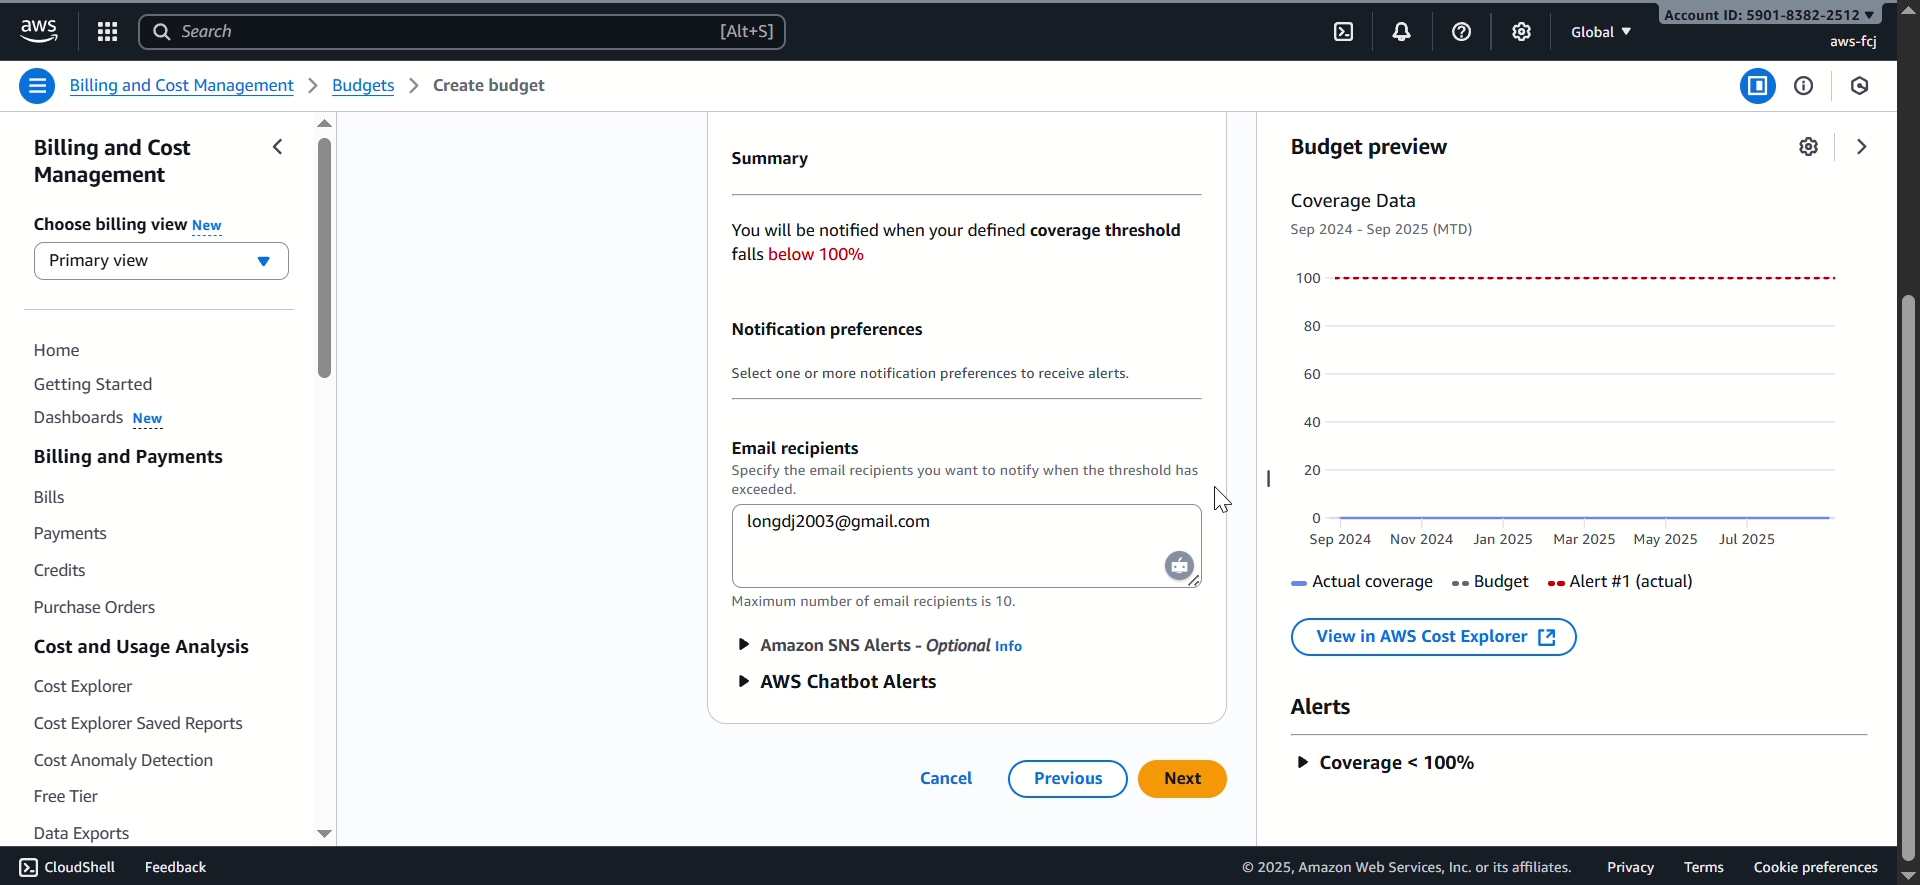 aws
Search
[Alt+S]
Global
Account ID: 5901-8382-2512
aws-fcj
Billing and Cost Management
Budgets
Create budget
Billing and Cost
Management
Choose billing view New
Primary view
Home
Getting Started
Dashboards New
Billing and Payments
Bills
Payments
Credits
Purchase Orders
Cost and Usage Analysis
Cost Explorer
Cost Explorer Saved Reports
Cost Anomaly Detection
Free Tier
Data Exports
Summary
You will be notified when your defined coverage threshold
falls below 100%
Notification preferences
Select one or more notification preferences to receive alerts.
Email recipients
Specify the email recipients you want to notify when the threshold has
exceeded.
longdj2003@gmail.com
Maximum number of email recipients is 10.
Amazon SNS Alerts - Optional Info
AWS Chatbot Alerts
Cancel
Previous
Next
Budget preview
Coverage Data
Sep 2024 - Sep 2025 (MTD)
100
80
60
40
20
0
Sep 2024 Nov 2024 Jan 2025 Mar 2025 May 2025 Jul 2025
Actual coverage Budget Alert #1 (actual)
View in AWS Cost Explorer
Alerts
Coverage < 100%
CloudShell
Feedback
© 2025, Amazon Web Services, Inc. or its affiliates.
Privacy
Terms
Cookie preferences